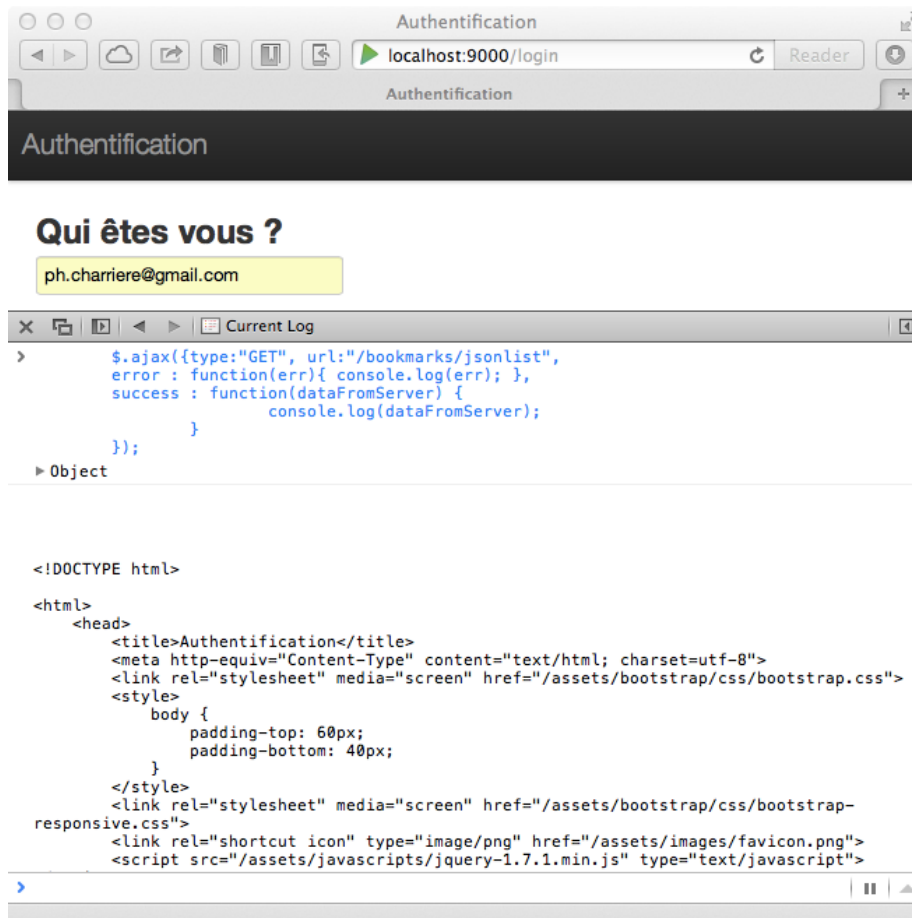 Authentification
localhost:9000/login
Reader
Authentification
Authentification
Qui êtes vous ?
ph.charriere@gmail.com
Current Log
> $.ajax({type:"GET", url:"/bookmarks/jsonlist",
error : function(err){ console.log(err); },
success : function(dataFromServer) {
console.log(dataFromServer);
}
});
Object
<!DOCTYPE html>
<html>
<head>
<title>Authentification</title>
<meta http-equiv="Content-Type" content="text/html; charset=utf-8">
<link rel="stylesheet" media="screen" href="/assets/bootstrap/css/bootstrap.css">
<style>
body {
padding-top: 60px;
padding-bottom: 40px;
}
</style>
<link rel="stylesheet" media="screen" href="/assets/bootstrap/css/bootstrap-
responsive.css">
<link rel="shortcut icon" type="image/png" href="/assets/images/favicon.png">
<script src="/assets/javascripts/jquery-1.7.1.min.js" type="text/javascript">
>